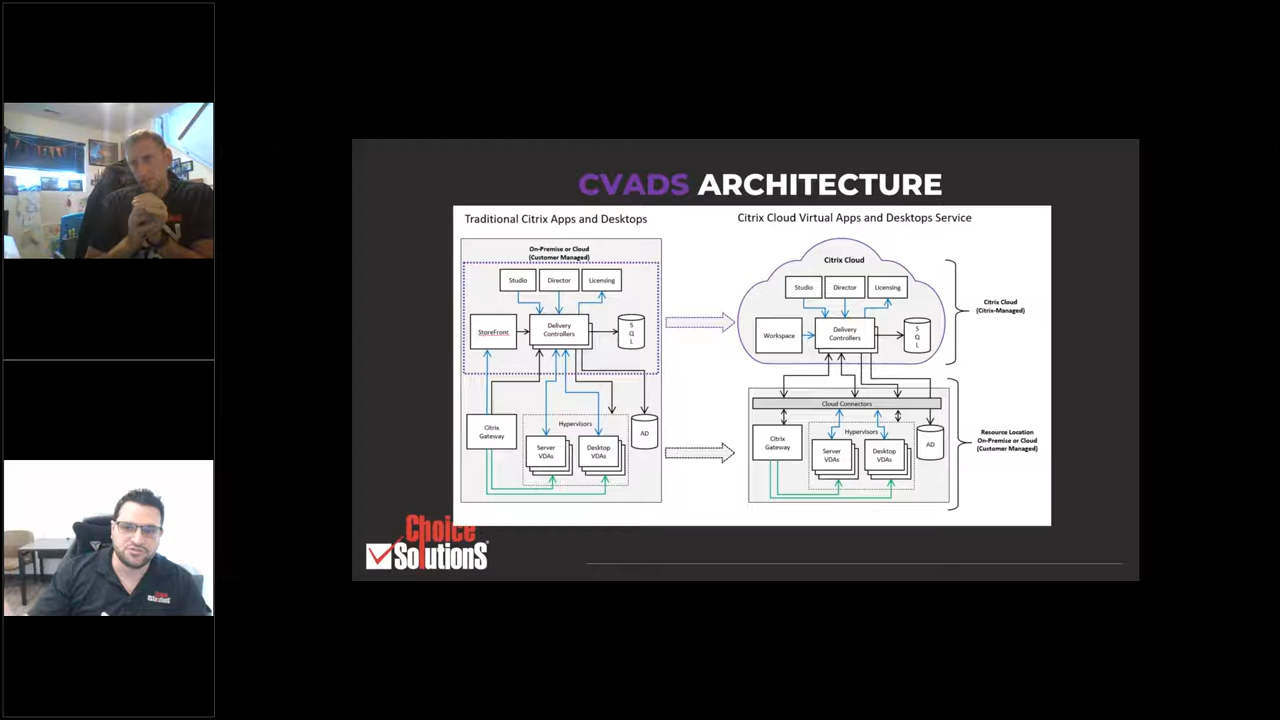 CVADS ARCHITECTURE
Traditional Citrix Apps and Desktops
On-Premise or Cloud
(Customer Managed)
Studio
Director
Licensing
StoreFront
Delivery
Controllers
S
Q
L
Citrix
Gateway
Hypervisors
Server
VDAs
Desktop
VDAs
AD
Citrix Cloud Virtual Apps and Desktops Service
Citrix Cloud
Studio
Director
Licensing
Workspace
Delivery
Controllers
S
Q
L
Citrix Cloud
(Citrix-Managed)
Cloud Connectors
Citrix
Gateway
Hypervisors
Server
VDAs
Desktop
VDAs
AD
Resource Location
On-Premise or Cloud
(Customer Managed)
Choice
SolutionS